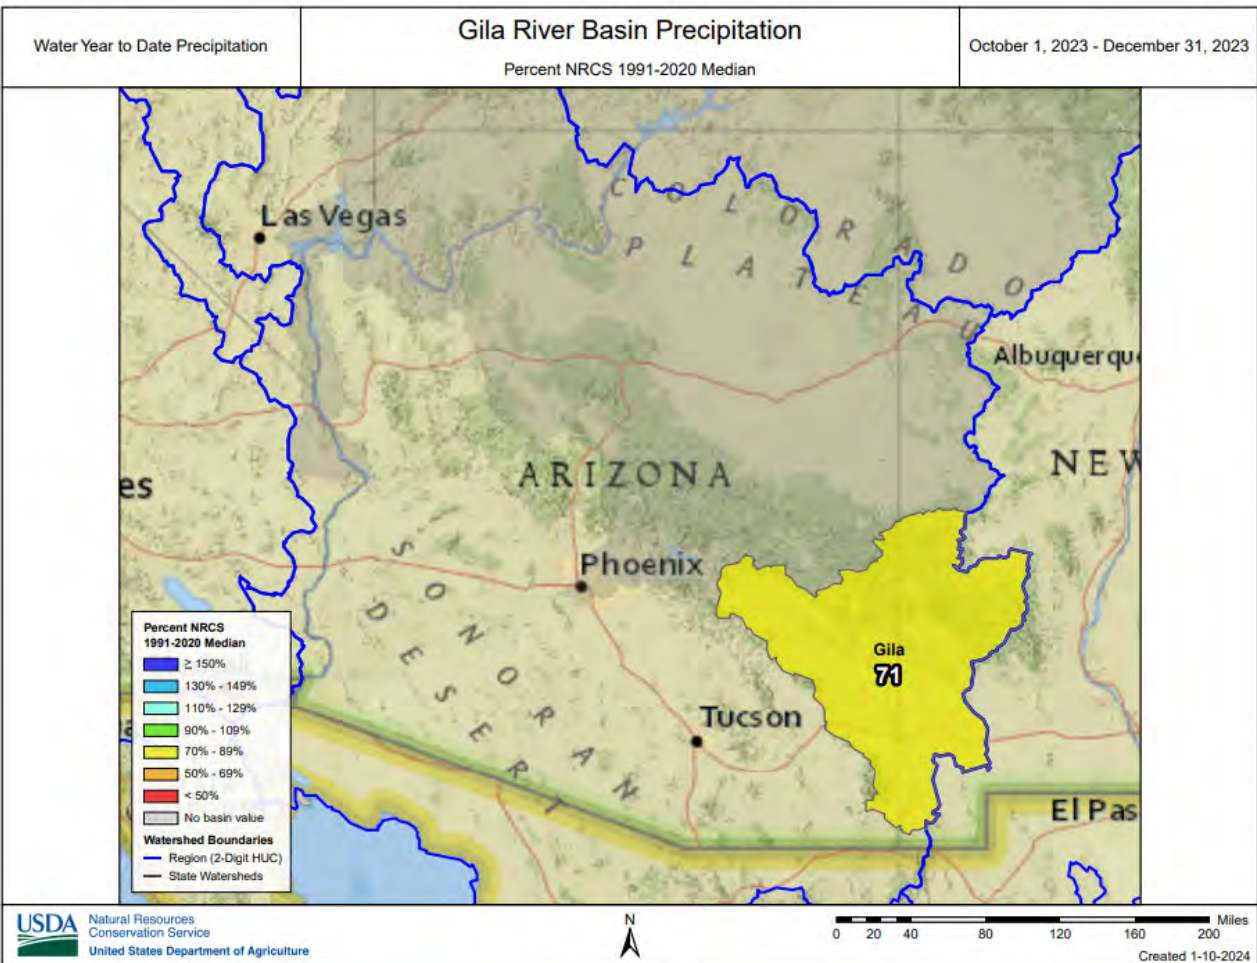 Water Year to Date Precipitation
Gila River Basin Precipitation
Percent NRCS 1991-2020 Median
October 1, 2023 - December 31, 2023
Las Vegas
COLORADO
PLATEAU
Albuquerqu
ARIZONA
NEW
es
Phoenix
SONORAN
DESERT
Gila
71
Tucson
El Pas
Percent NRCS
1991-2020 Median
≥ 150%
130% - 149%
110% - 129%
90% - 109%
70% - 89%
50% - 69%
< 50%
No basin value
Watershed Boundaries
Region (2-Digit HUC)
State Watersheds
USDA
Natural Resources
Conservation Service
United States Department of Agriculture
N
Miles
0 20 40 80 120 160 200
Created 1-10-2024